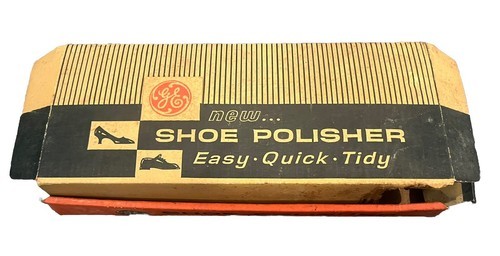 GE
new...
SHOE POLISHER
Easy · Quick · Tidy